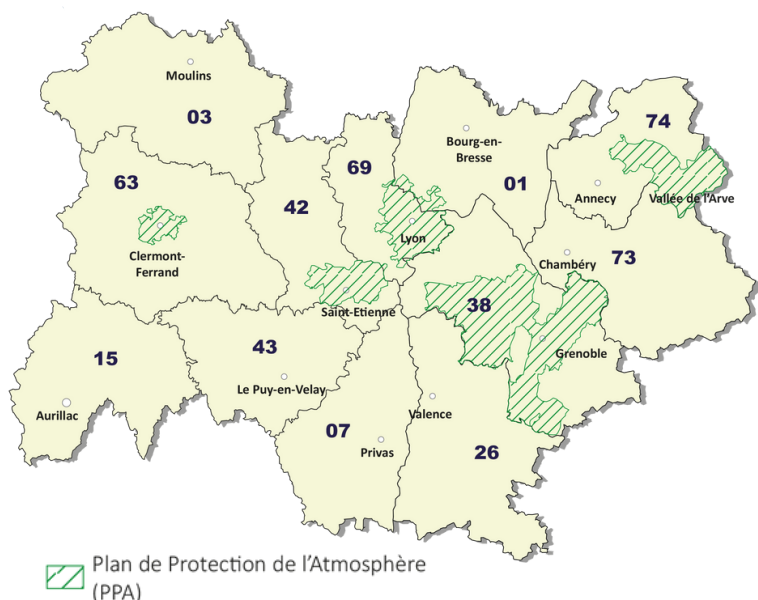 Moulins
03
74
Bourg-en-
Bresse
69
63
01
Annecy
Vallée de l'Arve
42
Lyon
Clermont-
Ferrand
Chambéry
73
Saint-Etienne
38
15
43
Grenoble
Le Puy-en-Velay
Aurillac
Valence
07
Privas
26
Plan de Protection de l'Atmosphère
(PPA)